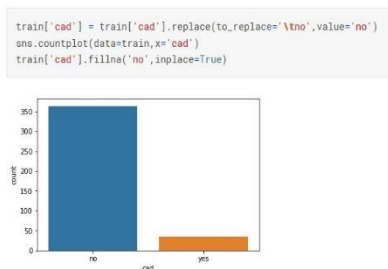 train['cad'] = train['cad'].replace(to_replace='\tno',value='no')
sns.countplot(data=train,x='cad')
train['cad'].fillna('no',inplace=True)
350
300
250
200
150
100
50
0
count
no yes
cad